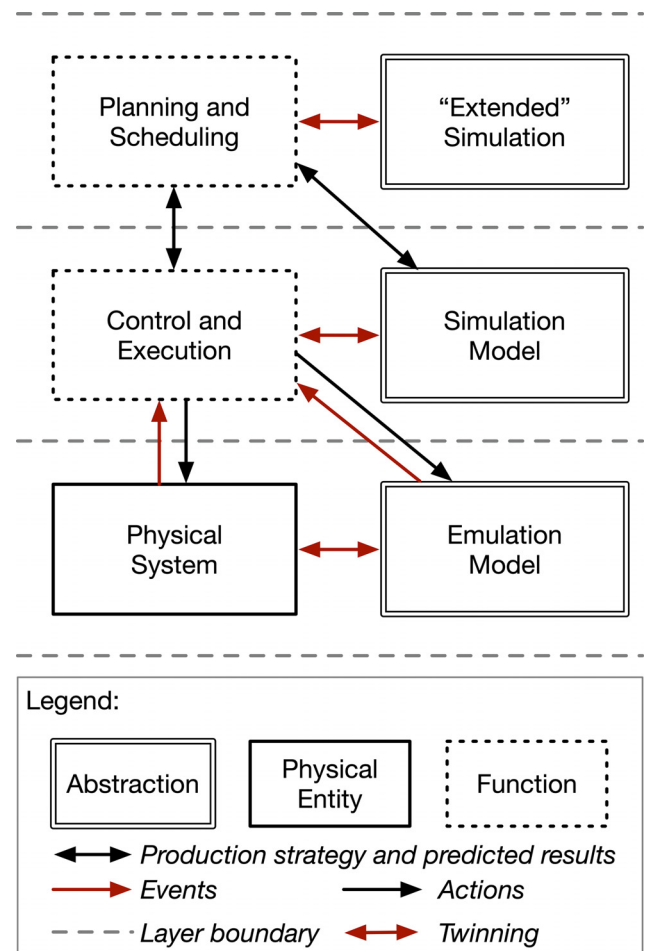 Planning and
Scheduling
“Extended”
Simulation
Control and
Execution
Simulation
Model
Physical
System
Emulation
Model
Legend:
Abstraction
Physical
Entity
Function
Production strategy and predicted results
Events
Actions
Layer boundary
Twinning